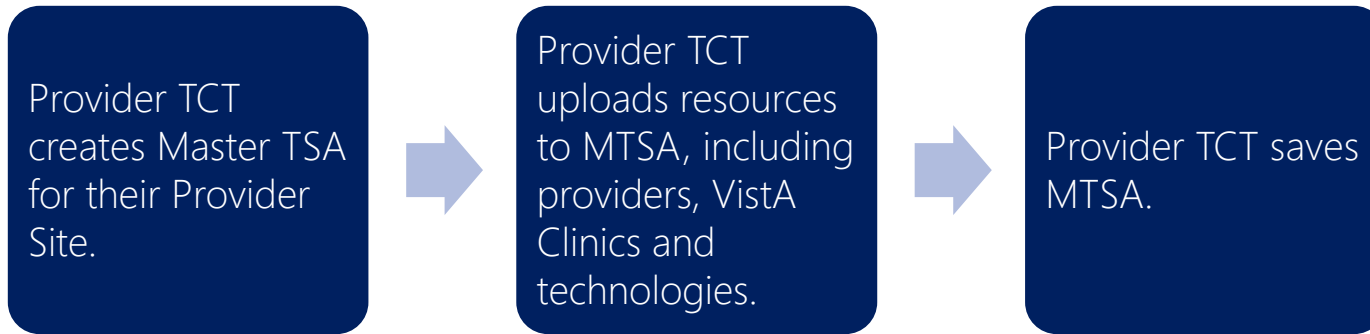 Provider TCT
creates Master TSA
for their Provider
Site.
Provider TCT
uploads resources
to MTSA, including
providers, VistA
Clinics and
technologies.
Provider TCT saves
MTSA.